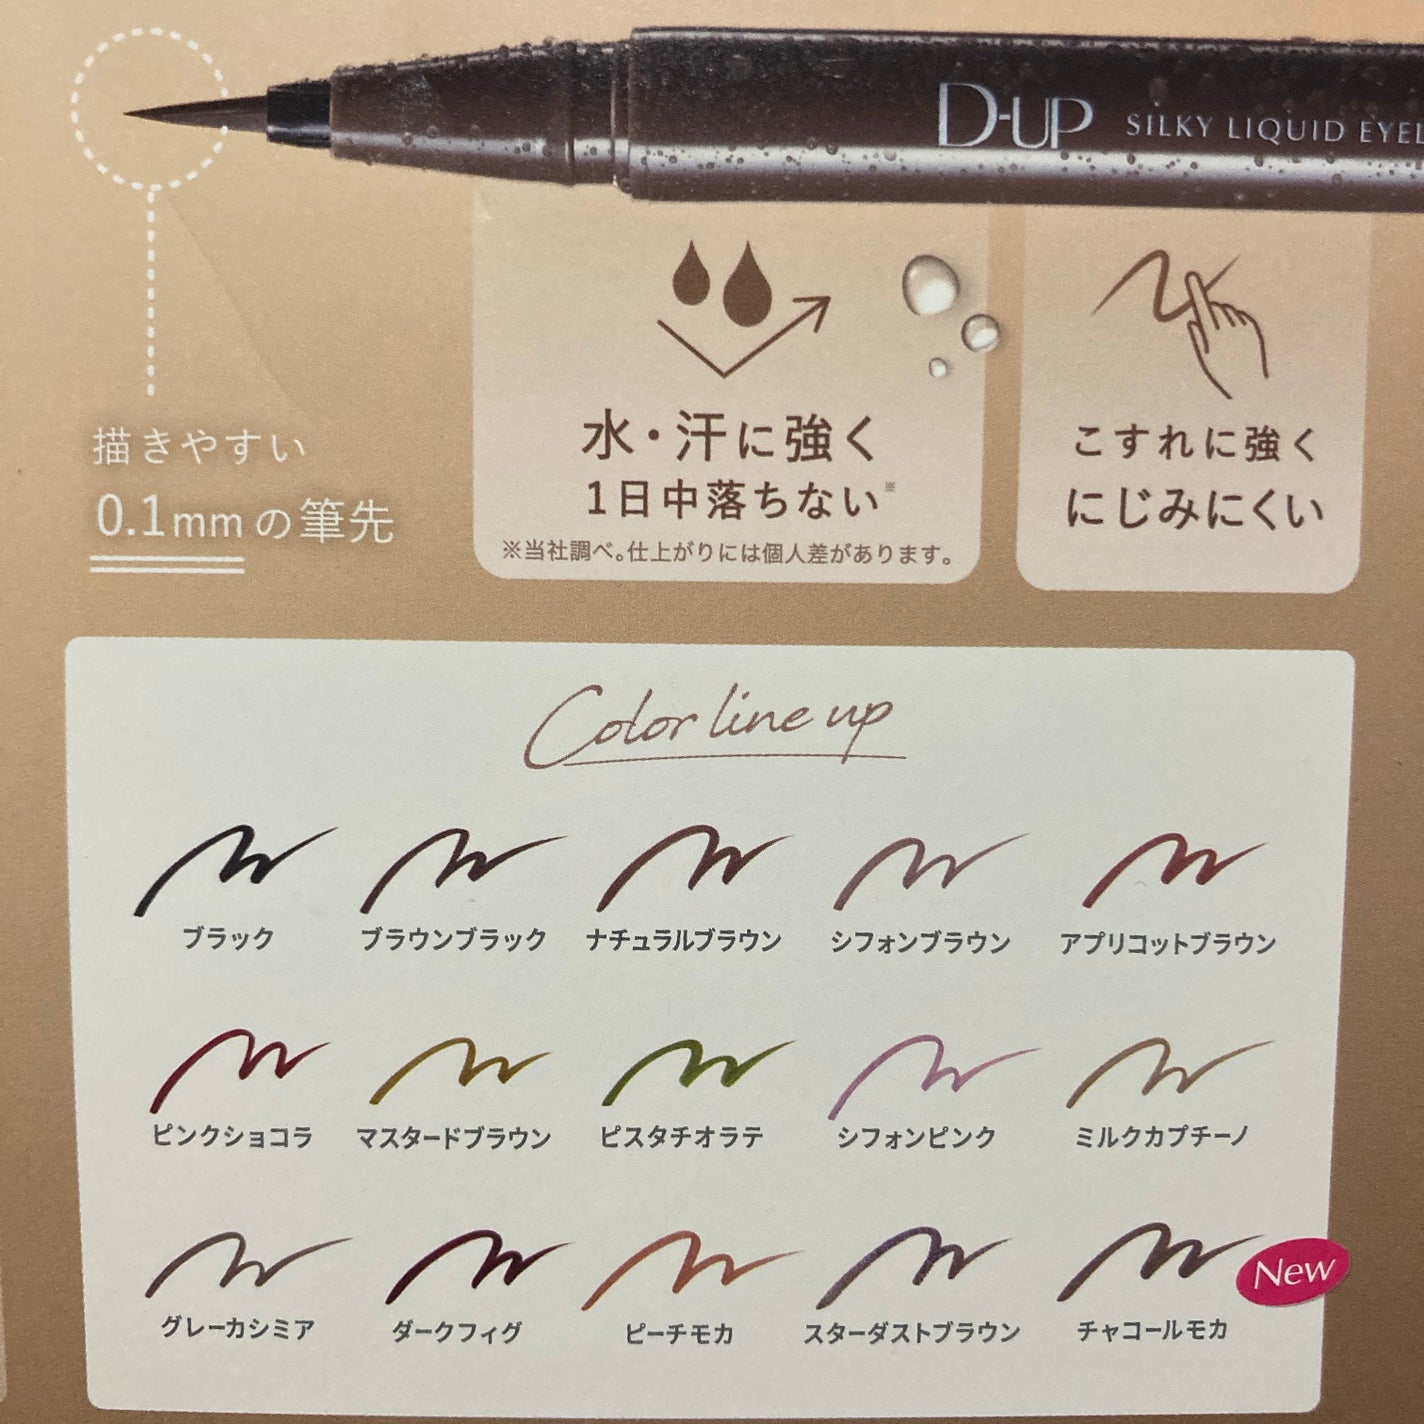 D-UP SILKY LIQUID EYEL
描きやすい
0.1mmの筆先
水・汗に強く
1日中落ちない※
※当社調べ。仕上がりには個人差があります。
こすれに強く
にじみにくい
Color line up
ブラック
ブラウンブラック
ナチュラルブラウン
シフォンブラウン
アプリコットブラウン
ピンクショコラ
マスタードブラウン
ピスタチオラテ
シフォンピンク
ミルクカプチーノ
グレーカシミア
ダークフィグ
ピーチモカ
スターダストブラウン
チャコールモカ
New